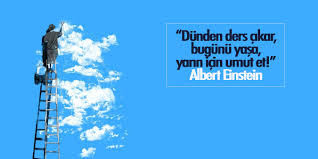 “Dünden ders çıkar,
bugünü yaşa,
yarın için umut et!”
Albert Einstein